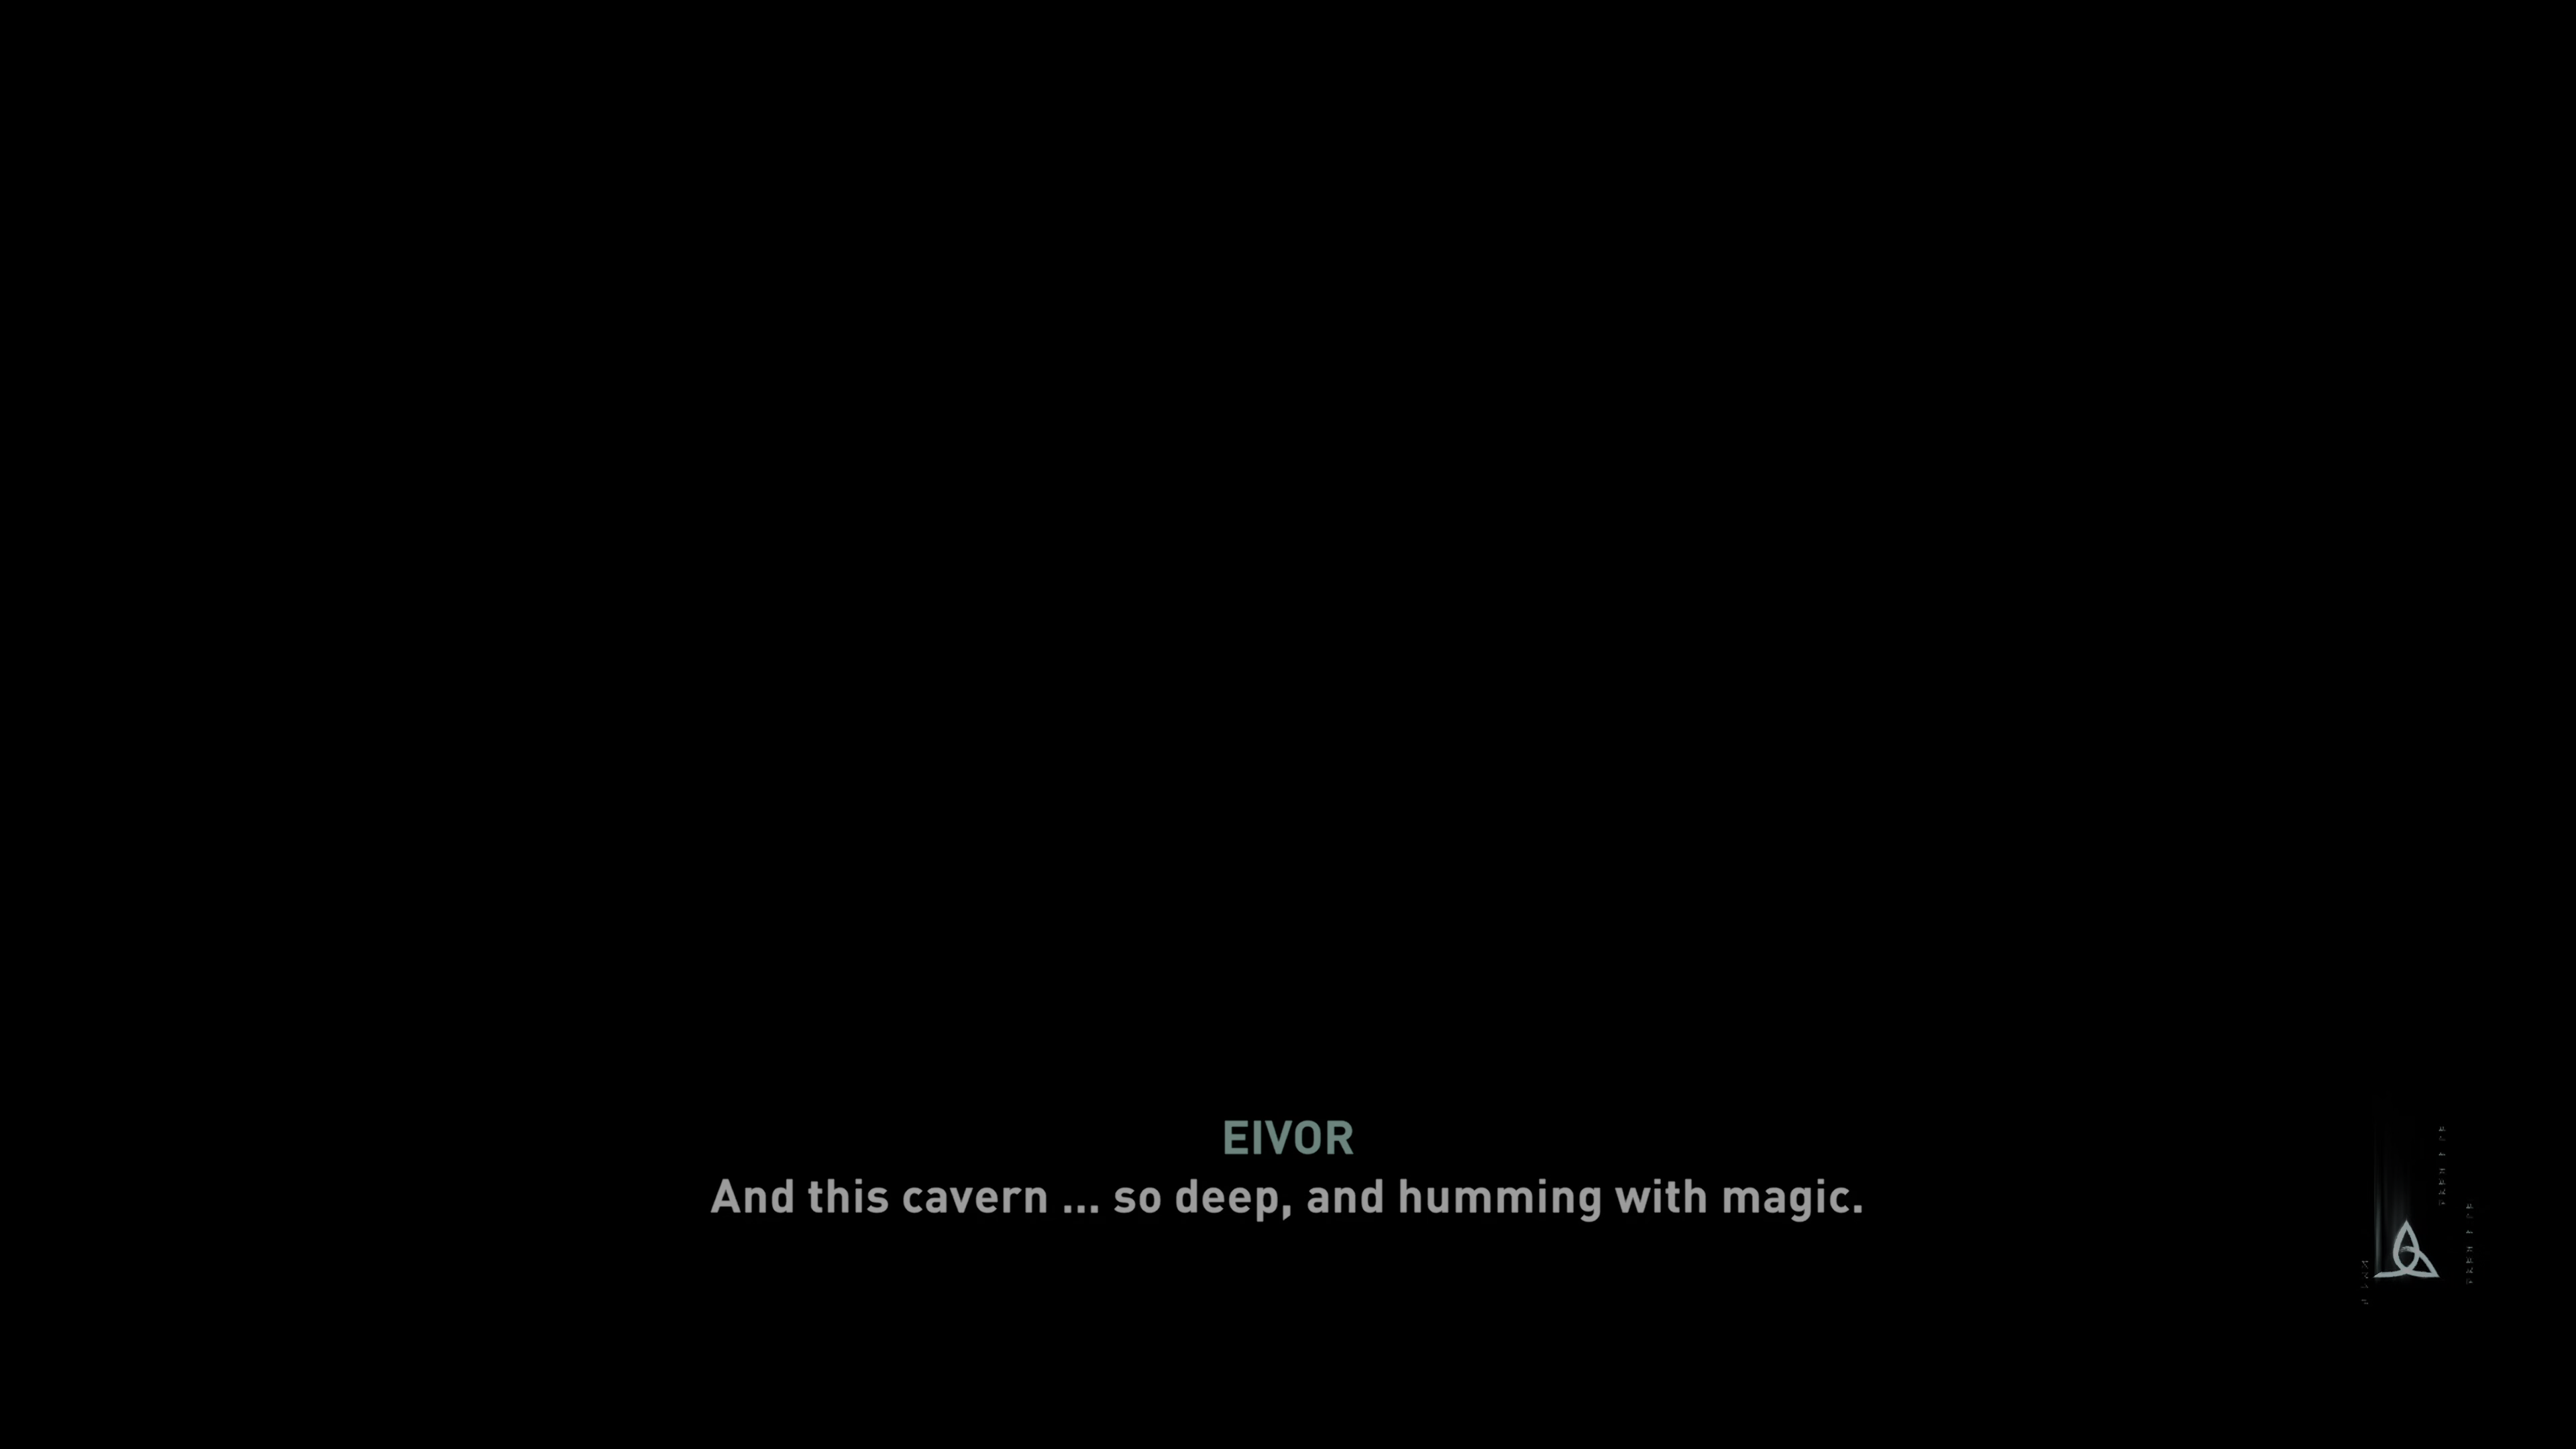 EIVOR
And this cavern ... so deep, and humming with magic.